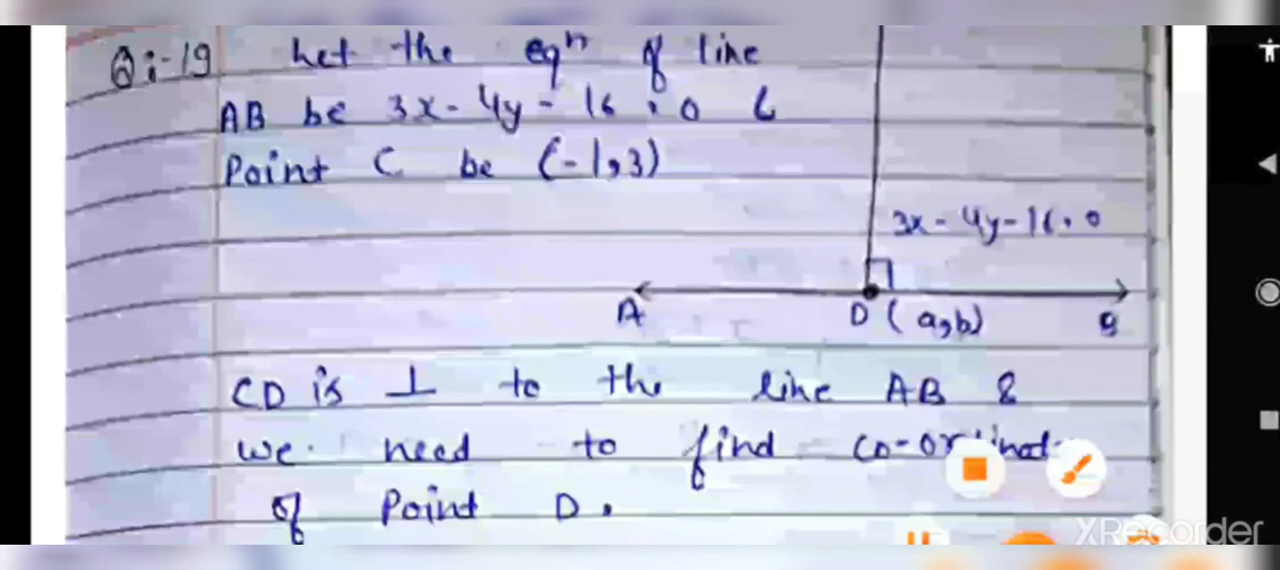 Q:-19 Let the eqn of line
AB be 3x - 4y - 16 = 0 &
Point C be (-1,3)
3x - 4y - 16 = 0
A D (a,b) B
CD is ⊥ to the line AB &
we need to find co-ordinat
of Point D.
XRecorder